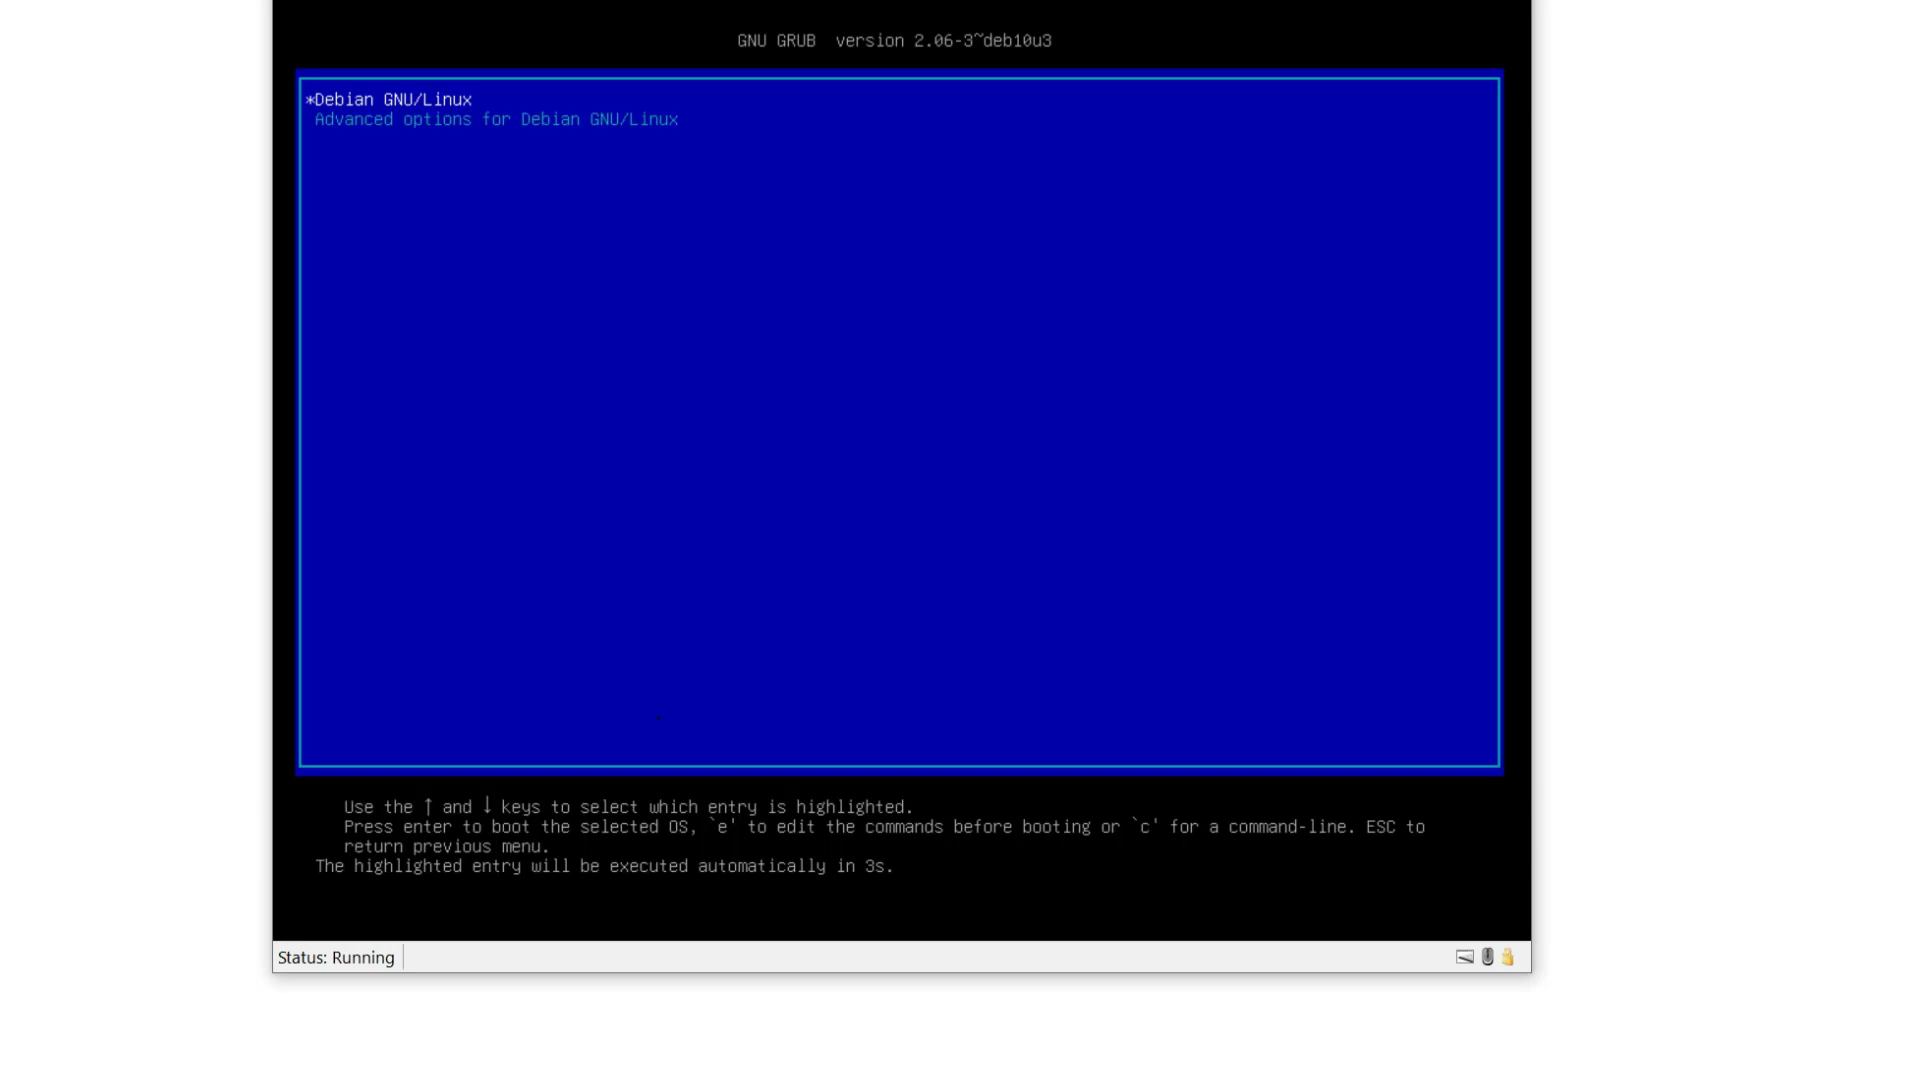 GNU GRUB  version 2.06-3~deb10u3
*Debian GNU/Linux
Advanced options for Debian GNU/Linux
Use the ↑ and ↓ keys to select which entry is highlighted.
Press enter to boot the selected OS, `e' to edit the commands before booting or `c' for a command-line. ESC to
return previous menu.
The highlighted entry will be executed automatically in 3s.
Status: Running